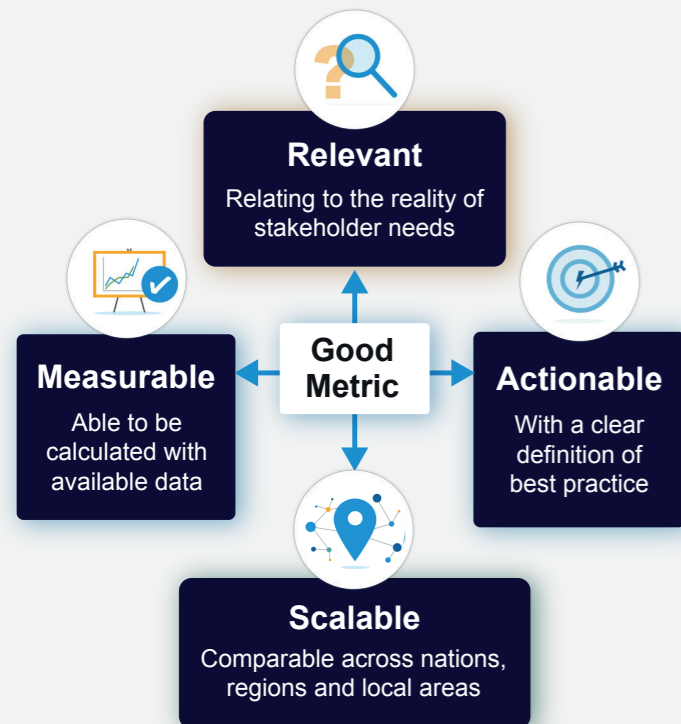 Relevant
Relating to the reality of
stakeholder needs
Measurable
Able to be
calculated with
available data
Good
Metric
Actionable
With a clear
definition of
best practice
Scalable
Comparable across nations,
regions and local areas